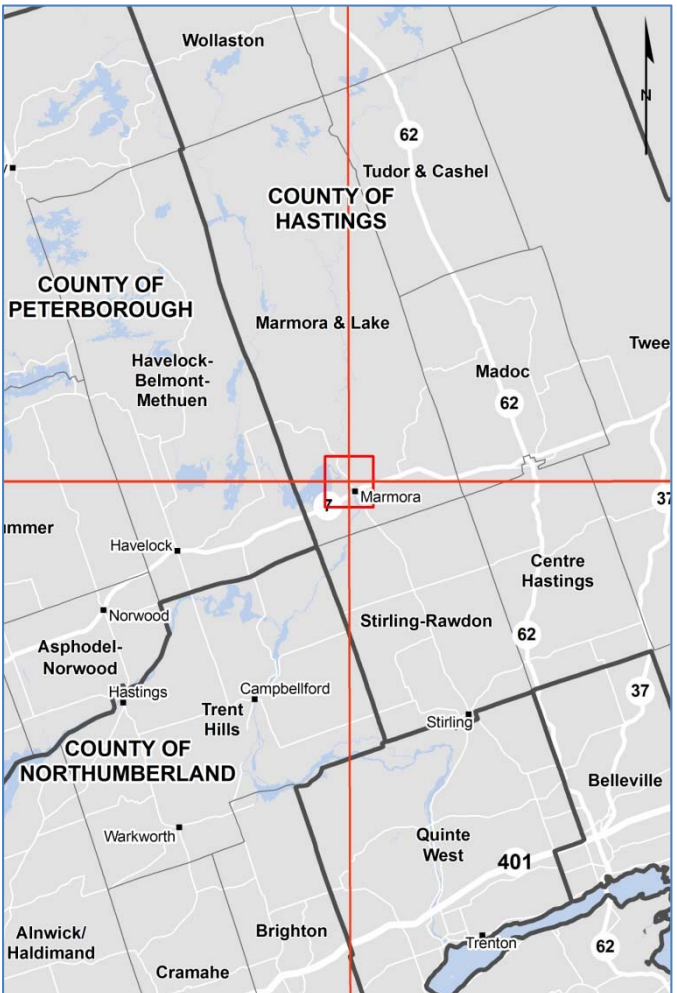 Wollaston
N
62
Tudor & Cashel
COUNTY OF
HASTINGS
COUNTY OF
PETERBOROUGH
Marmora & Lake
Havelock-
Belmont-
Methuen
Twee
Madoc
62
7
Marmora
37
ummer
Havelock
Centre
Hastings
Norwood
Stirling-Rawdon
62
Asphodel-
Norwood
Hastings
Campbellford
37
Trent
Hills
Stirling
COUNTY OF
NORTHUMBERLAND
Belleville
Warkworth
Quinte
West
401
Alnwick/
Haldimand
Brighton
Trenton
62
Cramahe